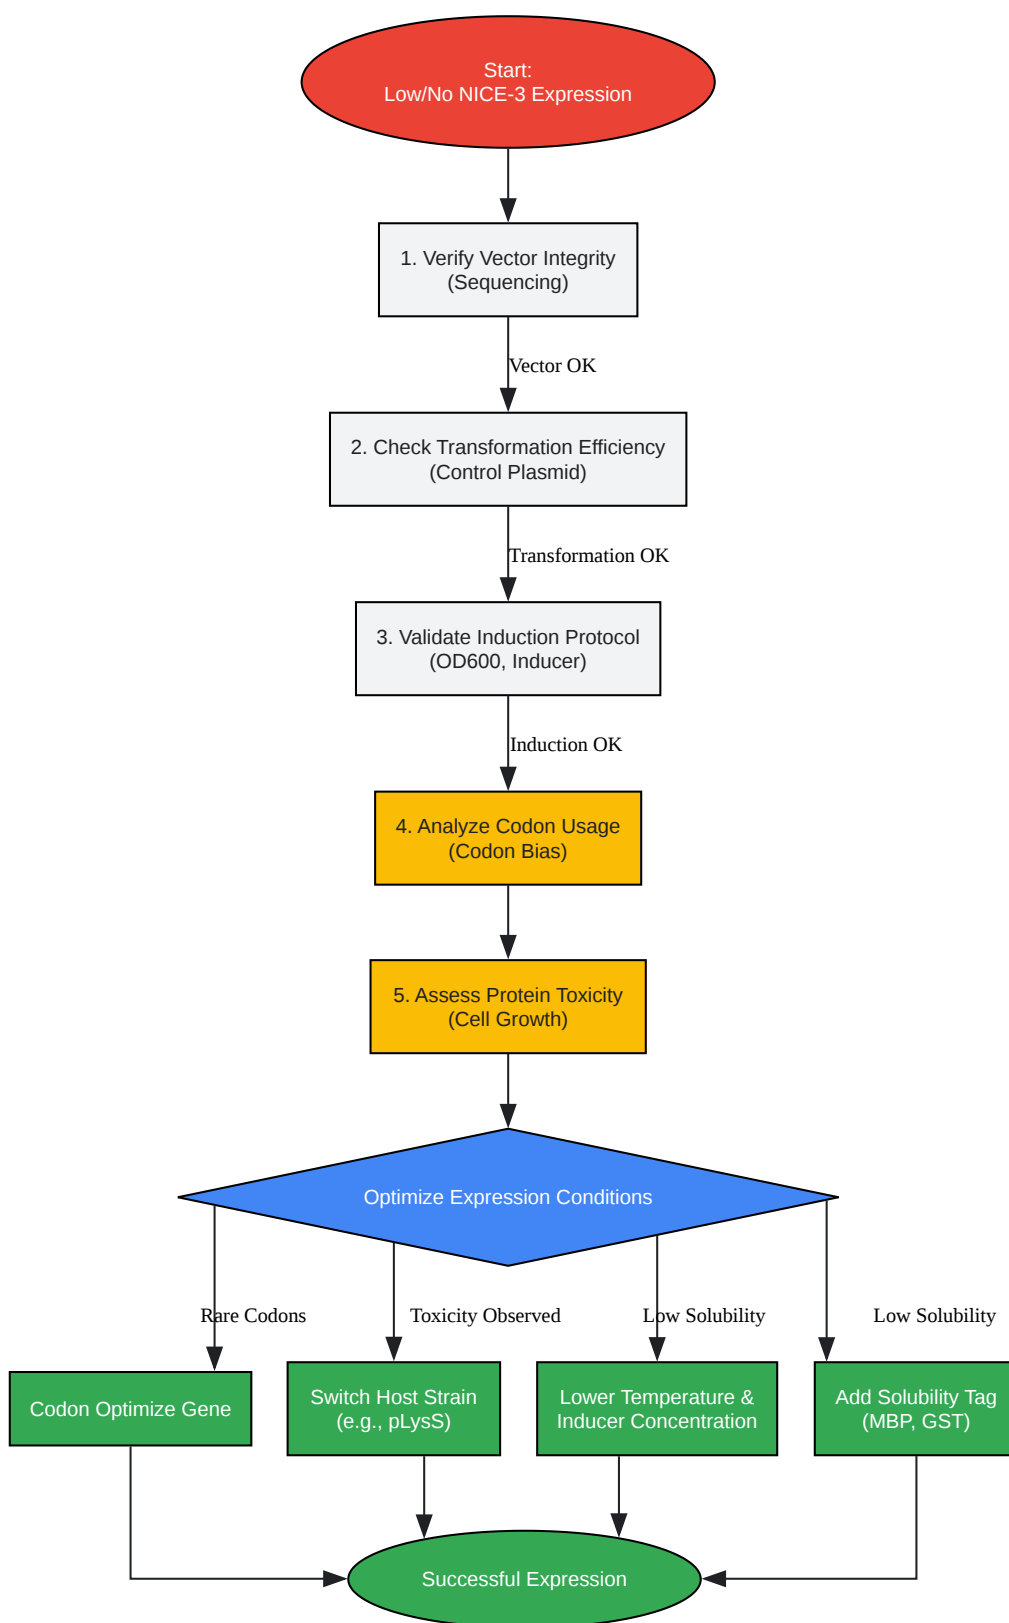 Start:
Low/No NICE-3 Expression
1. Verify Vector Integrity
(Sequencing)
Vector OK
2. Check Transformation Efficiency
(Control Plasmid)
Transformation OK
3. Validate Induction Protocol
(OD600, Inducer)
Induction OK
4. Analyze Codon Usage
(Codon Bias)
5. Assess Protein Toxicity
(Cell Growth)
Optimize Expression Conditions
Rare Codons
Toxicity Observed
Low Solubility
Low Solubility
Codon Optimize Gene
Switch Host Strain
(e.g., pLysS)
Lower Temperature &
Inducer Concentration
Add Solubility Tag
(MBP, GST)
Successful Expression